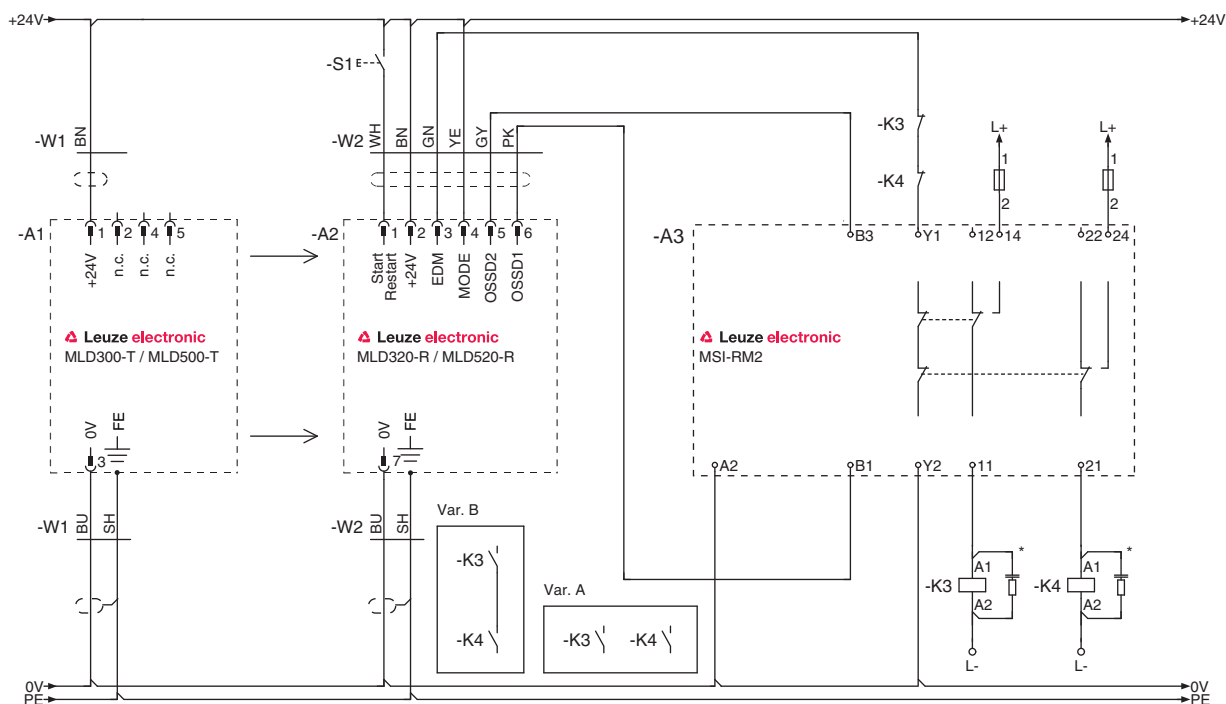 +24V
+24V
-S1
-W1
BN
-W2
WH
BN
GN
YE
GY
PK
-K3
-K4
L+
1
2
L+
1
2
-A1
1
2
4
5
+24V
n.c.
n.c.
n.c.
Leuze electronic
MLD300-T / MLD500-T
0V
FE
3
-A2
1
2
3
4
5
6
Start
Restart
+24V
EDM
MODE
OSSD2
OSSD1
Leuze electronic
MLD320-R / MLD520-R
0V
FE
7
-A3
B3
Y1
12
14
22
24
Leuze electronic
MSI-RM2
A2
B1
Y2
11
21
-W1
BU
SH
-W2
BU
SH
Var. B
-K3
-K4
Var. A
-K3
-K4
-K3
A1
A2
*
L-
-K4
A1
A2
*
L-
0V
0V
PE
PE